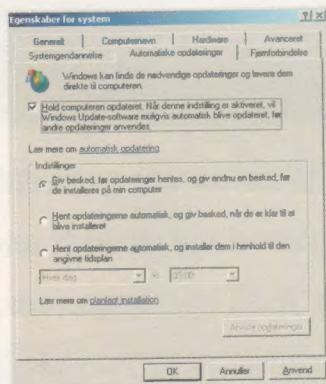 Egenskaber for system
Generelt Computernavn Hardware Avanceret
Systemgendannelse Automatiske opdateringer Fjernforbindelse
Windows kan finde de nødvendige opdateringer og levere dem
direkte til computeren.
Hold computeren opdateret. Når denne indstilling er aktiveret, vil
Windows Update-software muligvis automatisk blive opdateret, før
andre opdateringer anvendes.
Lær mere om automatisk opdatering
Indstillinger
Giv besked, før opdateringer hentes, og giv endnu en besked, før
de installeres på min computer
Hent opdateringerne automatisk, og giv besked, når de er klar til at
blive installeret
Hent opdateringerne automatisk, og installer dem i henhold til den
angivne tidsplan
Hver dag
Lær mere om planlagt installation
OK Annuller Anvend